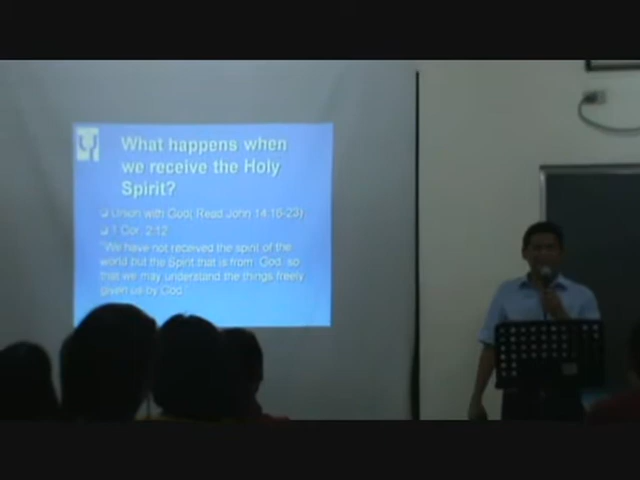 What happens when
we receive the Holy
Spirit?
Union with God( Read John 14:16-23)
1 Cor. 2:12
"We have not received the spirit of the
world but the Spirit that is from God, so
that we may understand the things freely
given us by God